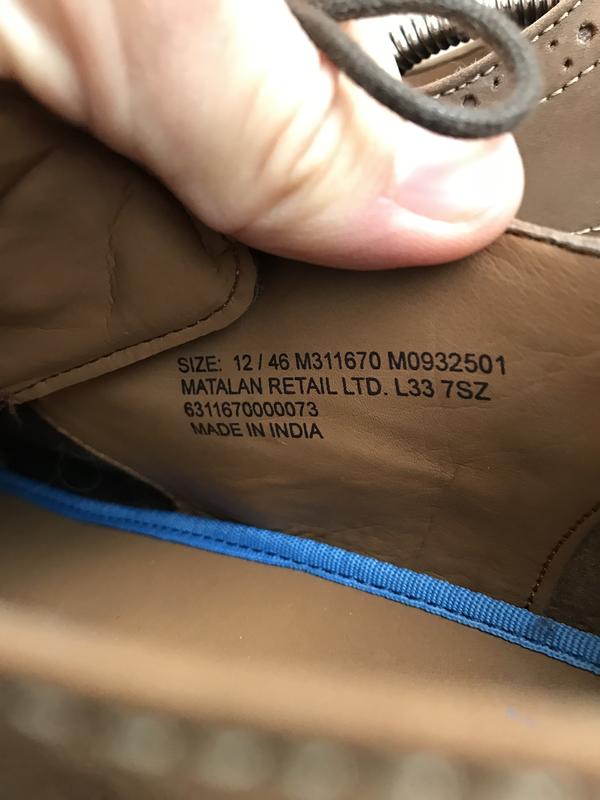 SIZE: 12 / 46 M311670 M0932501
MATALAN RETAIL LTD. L33 7SZ
6311670000073
MADE IN INDIA